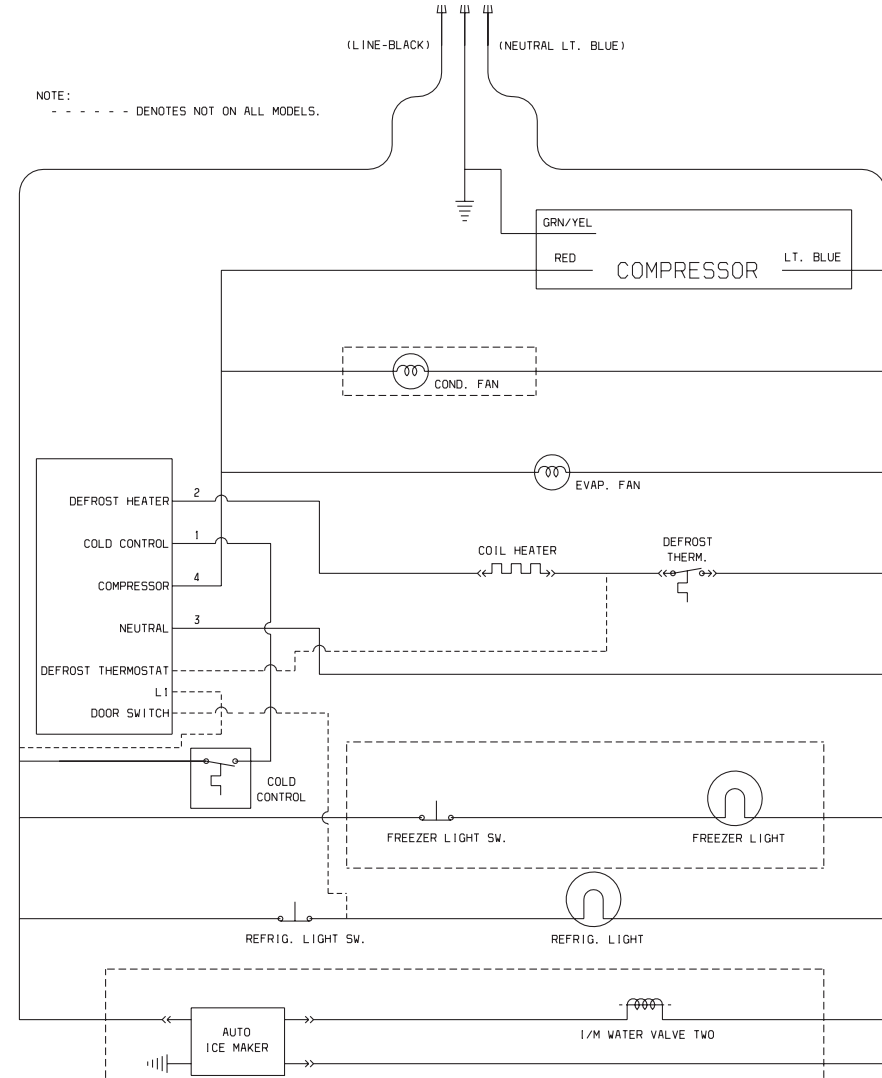 (LINE-BLACK)
(NEUTRAL LT. BLUE)
NOTE:
- - - - - - DENOTES NOT ON ALL MODELS.
GRN/YEL
RED
COMPRESSOR
LT. BLUE
COND. FAN
EVAP. FAN
DEFROST HEATER
2
COLD CONTROL
1
COMPRESSOR
4
NEUTRAL
3
DEFROST THERMOSTAT
L1
DOOR SWITCH
COIL HEATER
DEFROST
THERM.
COLD
CONTROL
FREEZER LIGHT SW.
FREEZER LIGHT
REFRIG. LIGHT SW.
REFRIG. LIGHT
AUTO
ICE MAKER
I/M WATER VALVE TWO